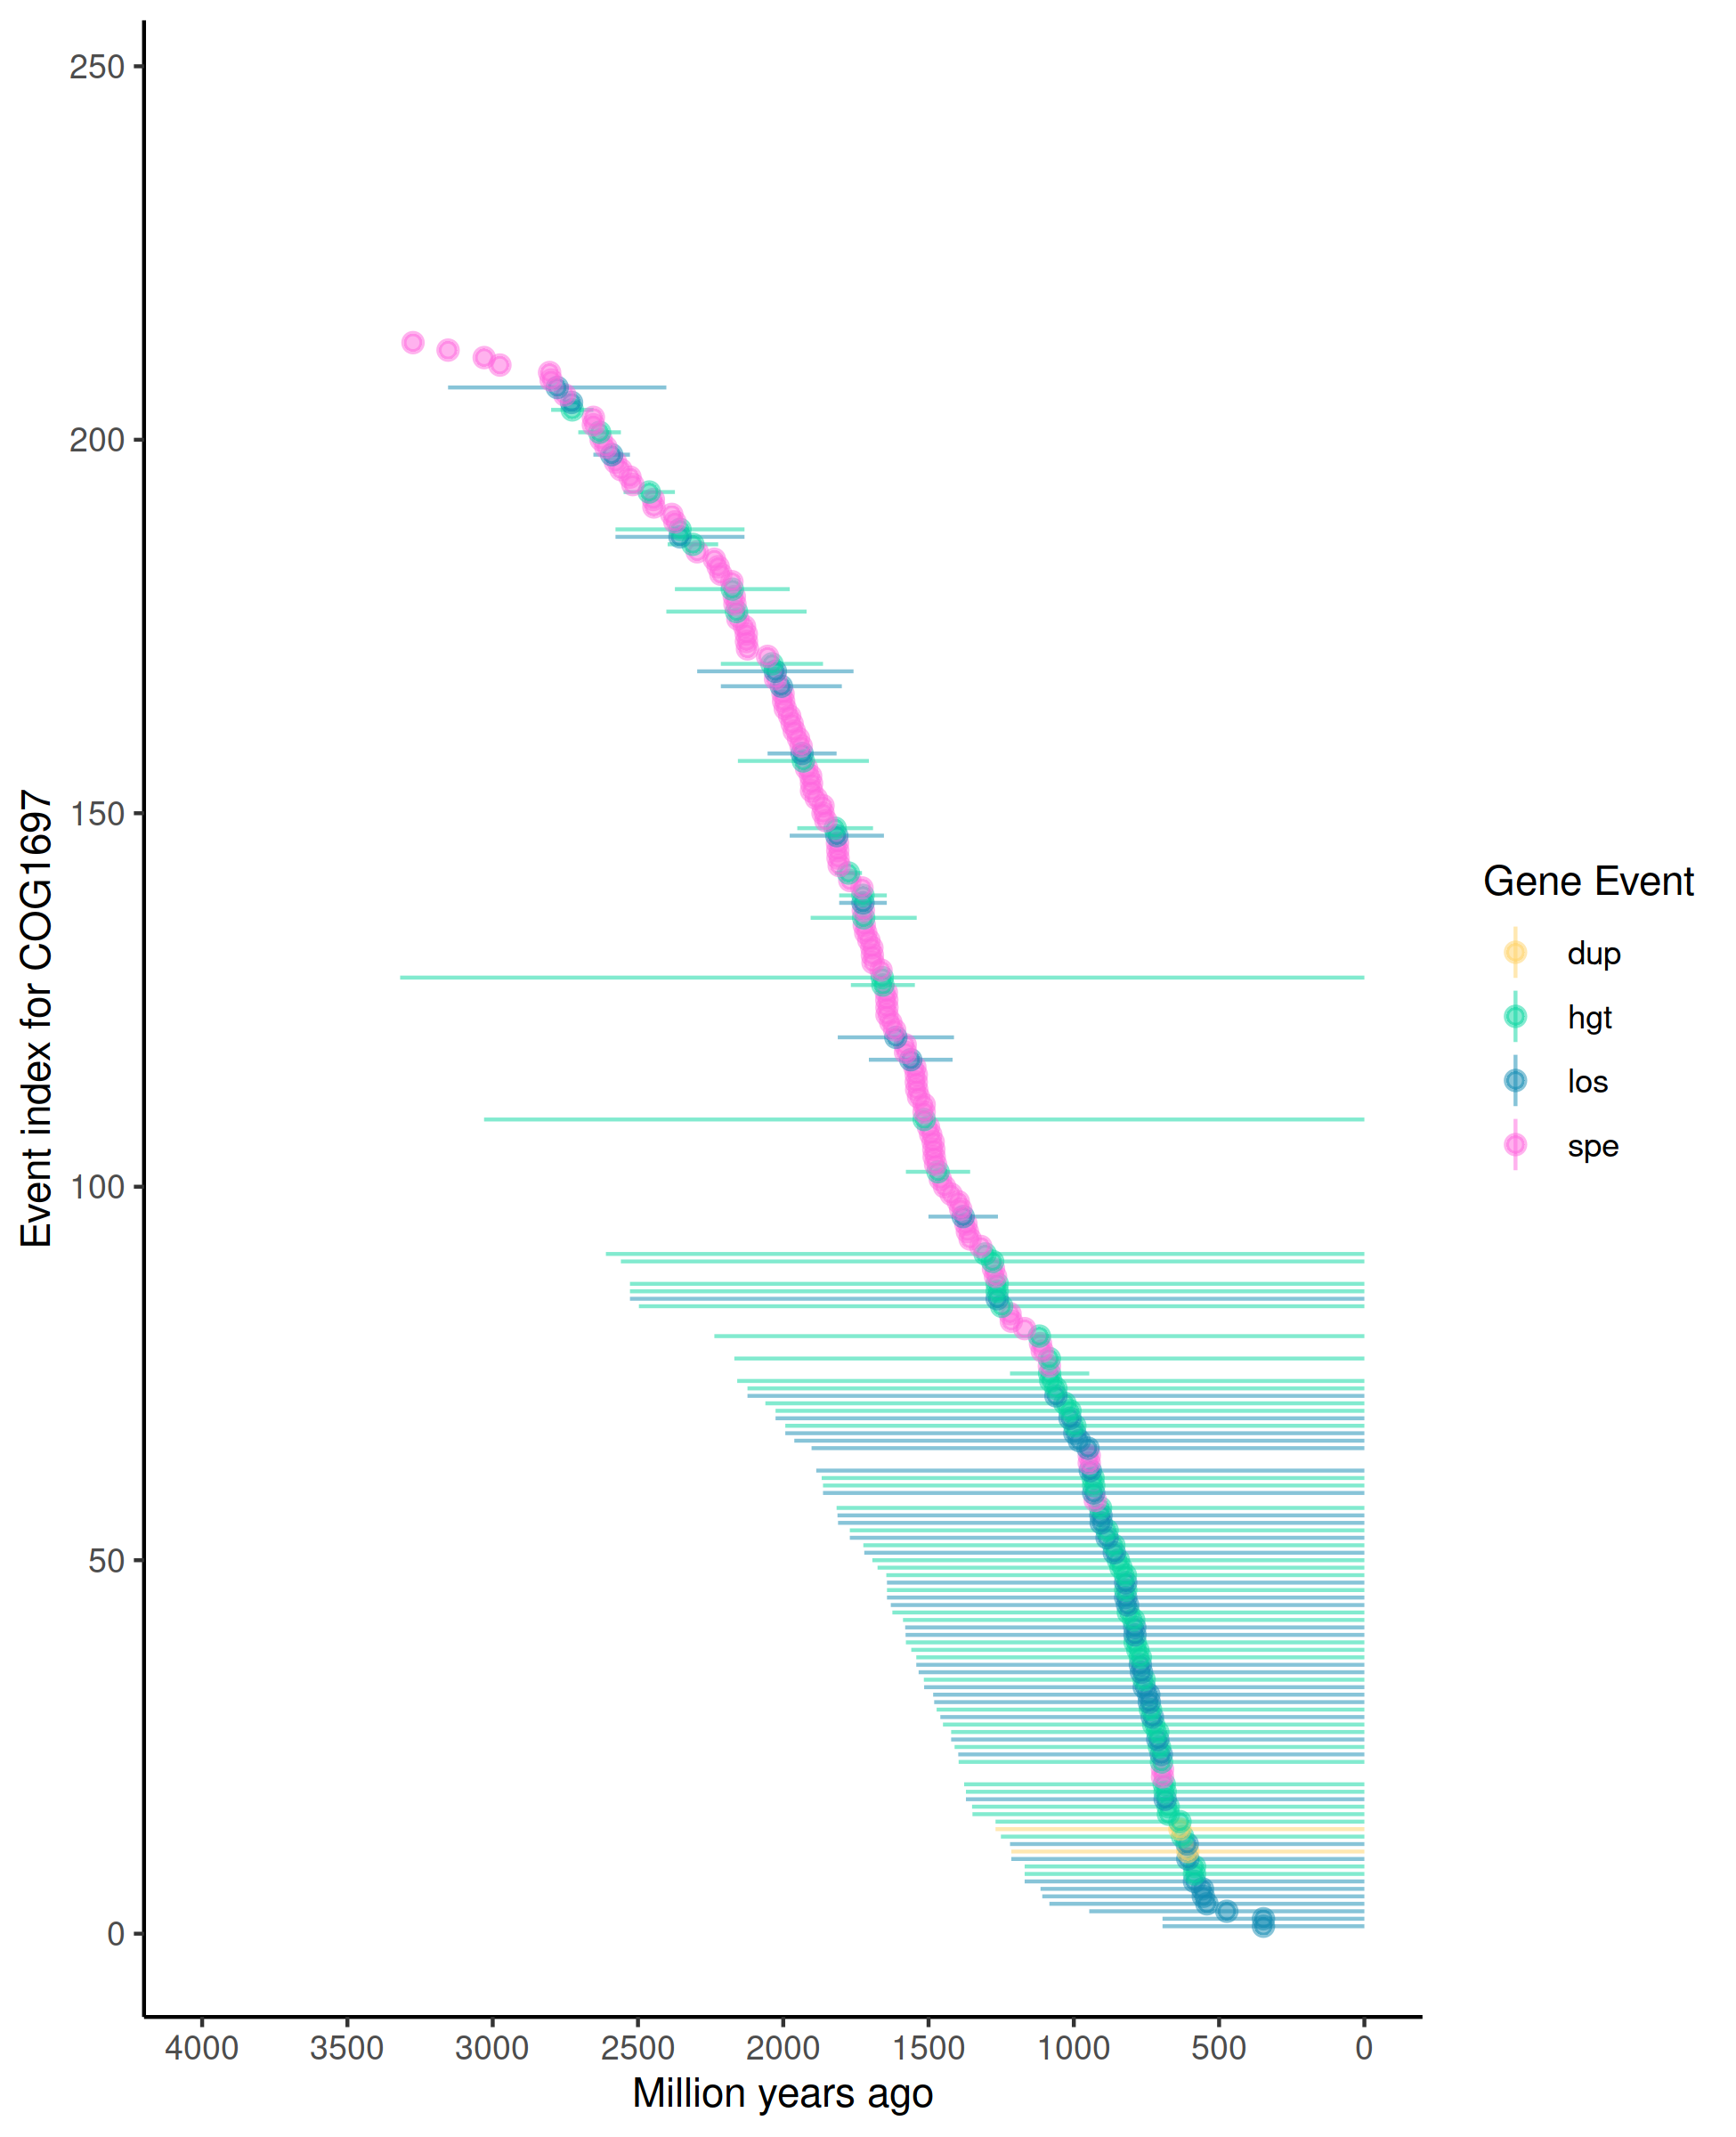 250
200
150
100
50
0
Event index for COG1697
4000 3500 3000 2500 2000 1500 1000 500 0
Million years ago
Gene Event
dup
hgt
los
spe